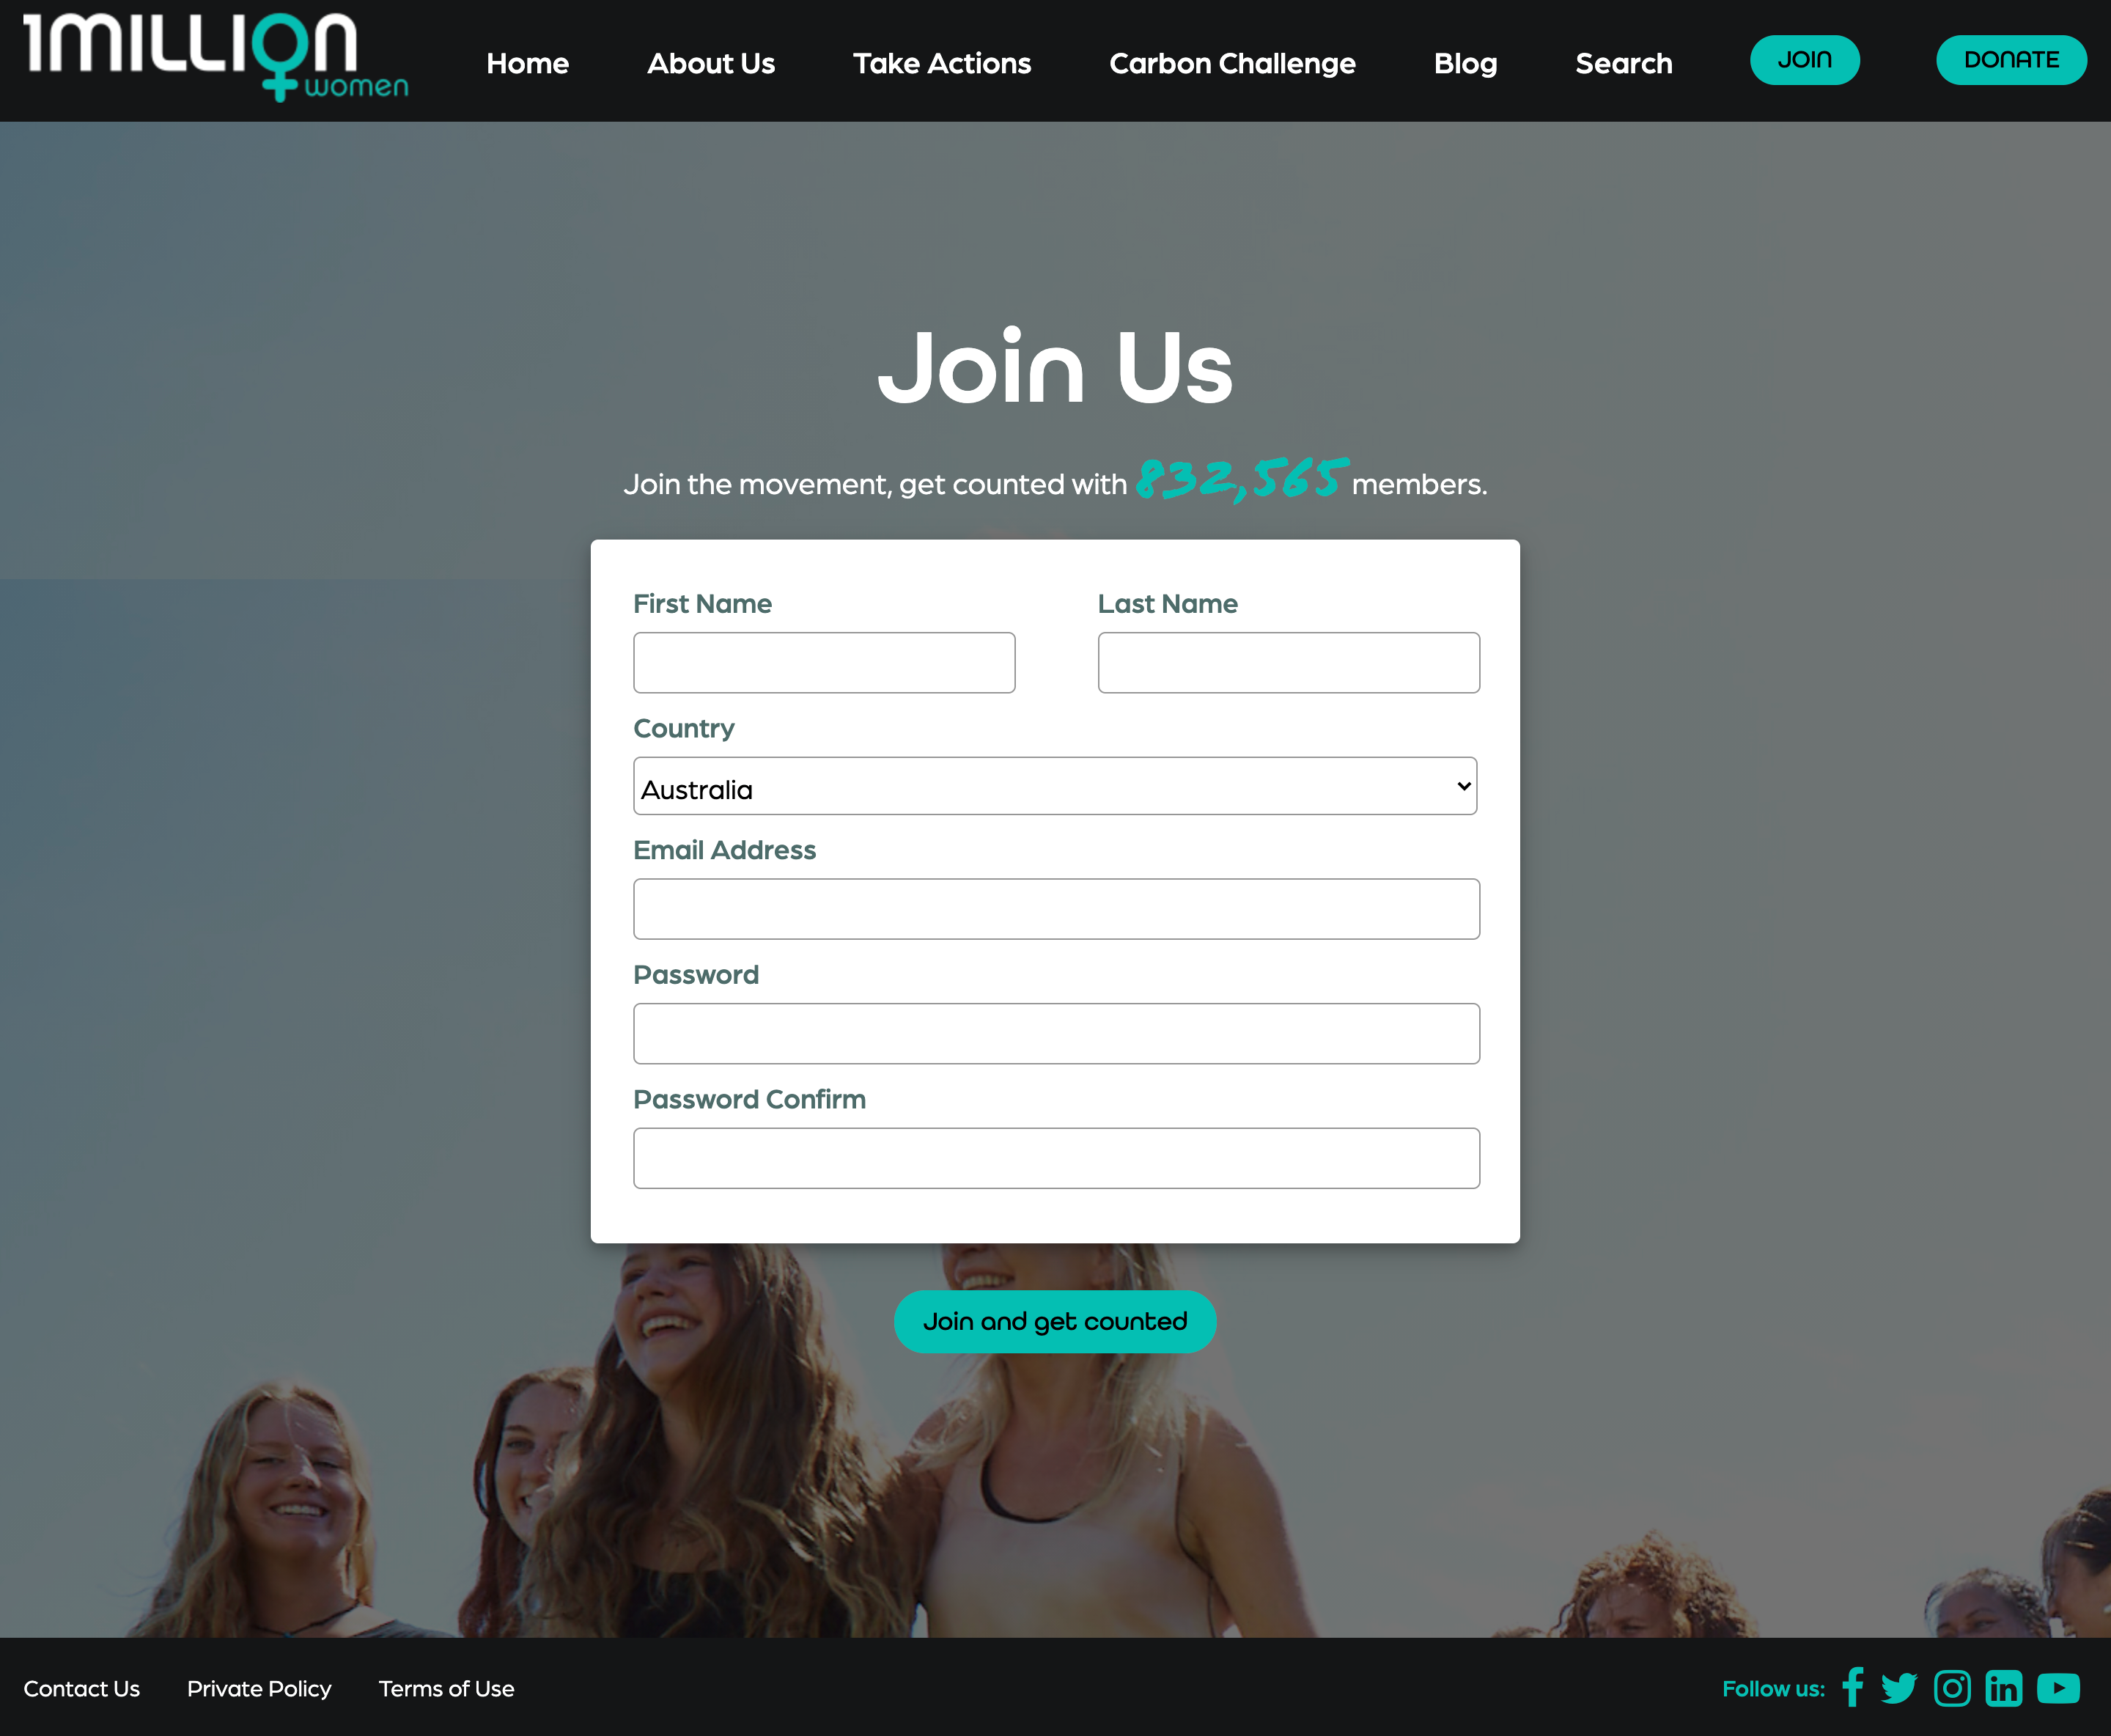 1MILLION
women
Home About Us Take Actions Carbon Challenge Blog Search JOIN DONATE
Join Us
Join the movement, get counted with 832,565 members.
First Name Last Name
Country
Australia
Email Address
Password
Password Confirm
Join and get counted
Contact Us Private Policy Terms of Use Follow us: